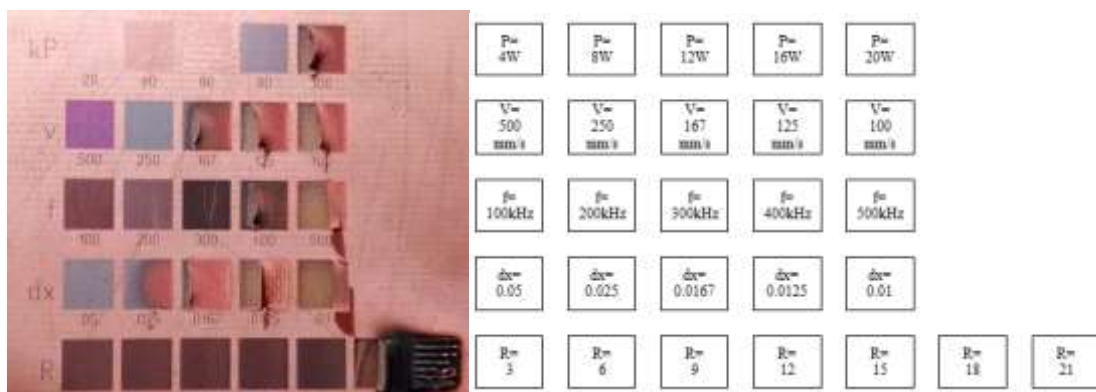 kP
20 40 60 80 100
V
500 250 167
f
100 200 300 400 500
dx
R
P= 4W
P= 8W
P= 12W
P= 16W
P= 20W
V= 500 mm/s
V= 250 mm/s
V= 167 mm/s
V= 125 mm/s
V= 100 mm/s
f= 100kHz
f= 200kHz
f= 300kHz
f= 400kHz
f= 500kHz
dx= 0.05
dx= 0.025
dx= 0.0167
dx= 0.0125
dx= 0.01
R= 3
R= 6
R= 9
R= 12
R= 15
R= 18
R= 21